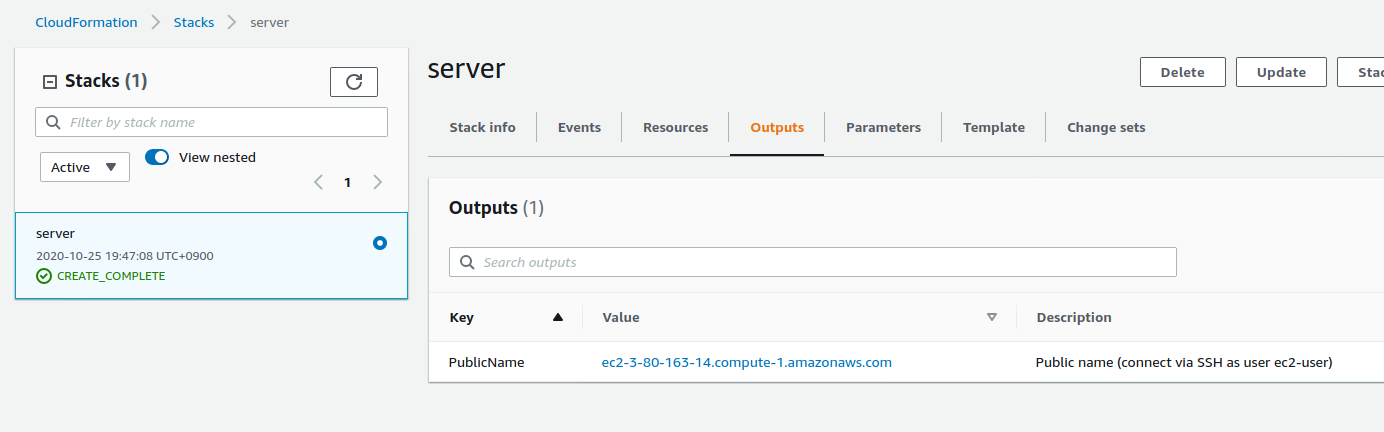 CloudFormation > Stacks > server
Stacks (1)
Filter by stack name
Active View nested
1
server
2020-10-25 19:47:08 UTC+0900
CREATE_COMPLETE
server
Delete Update Stac
Stack info Events Resources Outputs Parameters Template Change sets
Outputs (1)
Search outputs
Key Value Description
PublicName ec2-3-80-163-14.compute-1.amazonaws.com Public name (connect via SSH as user ec2-user)